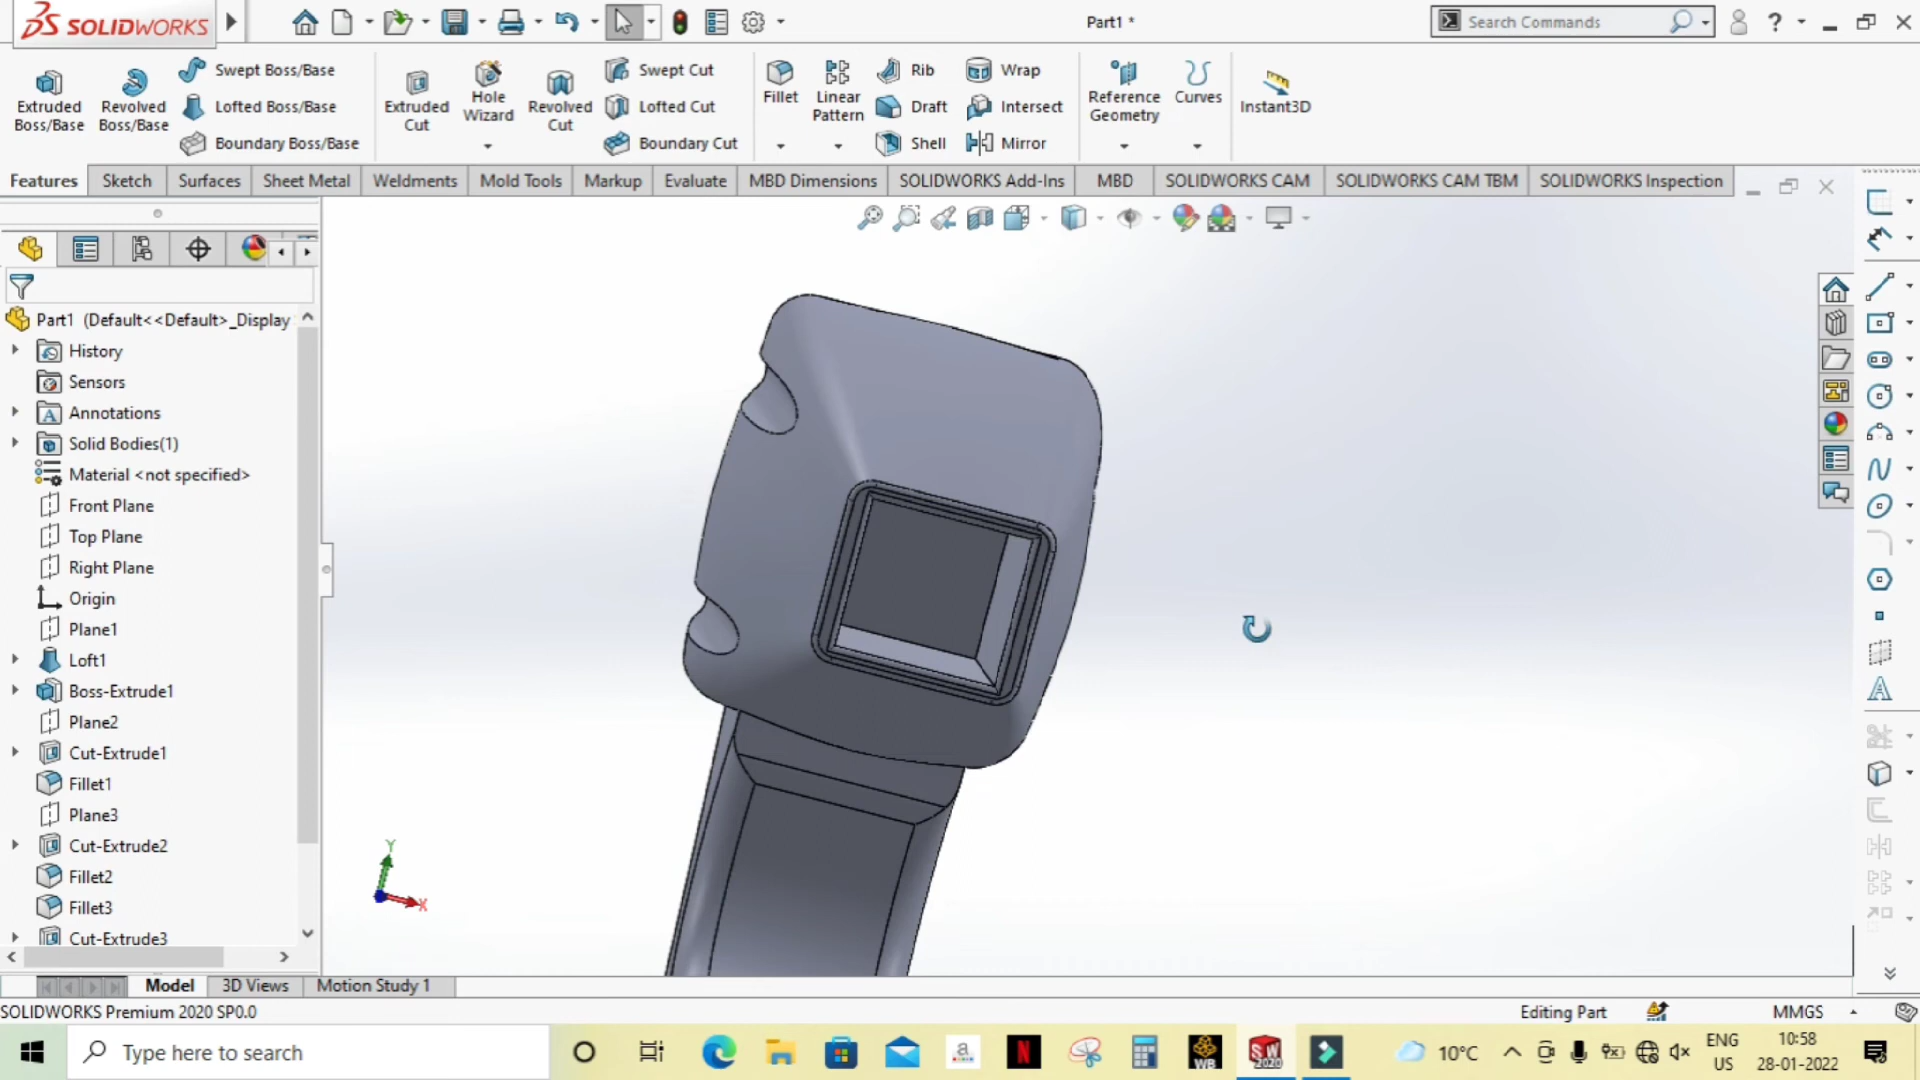 SOLIDWORKS
Part1 *
Search Commands
Extruded Boss/Base
Revolved Boss/Base
Swept Boss/Base
Lofted Boss/Base
Boundary Boss/Base
Extruded Cut
Hole Wizard
Revolved Cut
Swept Cut
Lofted Cut
Boundary Cut
Fillet
Linear Pattern
Rib
Draft
Shell
Wrap
Intersect
Mirror
Reference Geometry
Curves
Instant3D
Features Sketch Surfaces Sheet Metal Weldments Mold Tools Markup Evaluate MBD Dimensions SOLIDWORKS Add-Ins MBD SOLIDWORKS CAM SOLIDWORKS CAM TBM SOLIDWORKS Inspection
Part1 (Default<<Default>_Display
History
Sensors
Annotations
Solid Bodies(1)
Material <not specified>
Front Plane
Top Plane
Right Plane
Origin
Plane1
Loft1
Boss-Extrude1
Plane2
Cut-Extrude1
Fillet1
Plane3
Cut-Extrude2
Fillet2
Fillet3
Cut-Extrude3
Y
X
Model 3D Views Motion Study 1
SOLIDWORKS Premium 2020 SP0.0
Editing Part
MMGS
Type here to search
10°C
ENG
US
10:58
28-01-2022